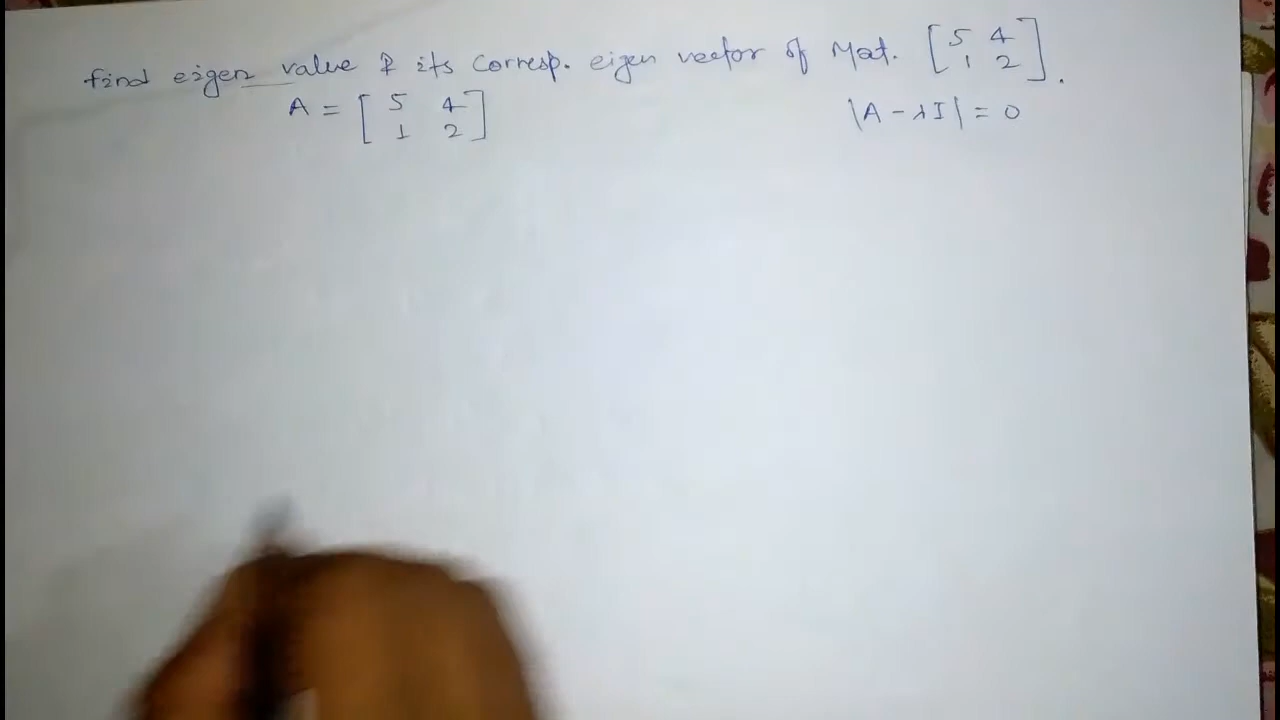 find eigen value & its corresp. eigen vector of Mat. [5 4
1 2].
A = [5 4
1 2] |A - λI| = 0